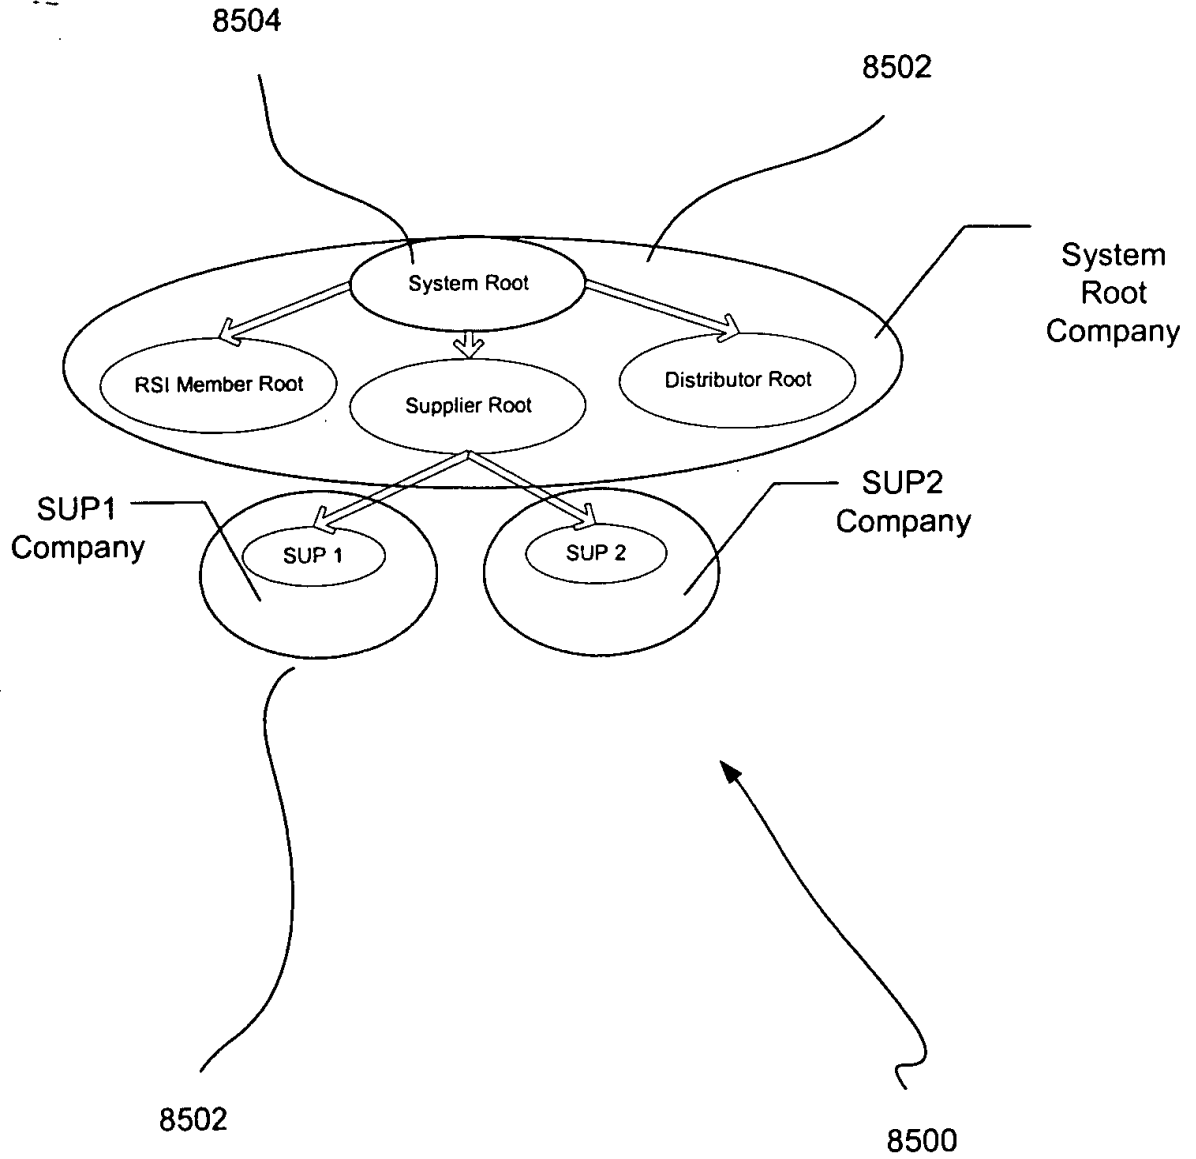 8504
8502
System
Root
Company
System Root
RSI Member Root
Supplier Root
Distributor Root
SUP1
Company
SUP2
Company
SUP 1
SUP 2
8502
8500